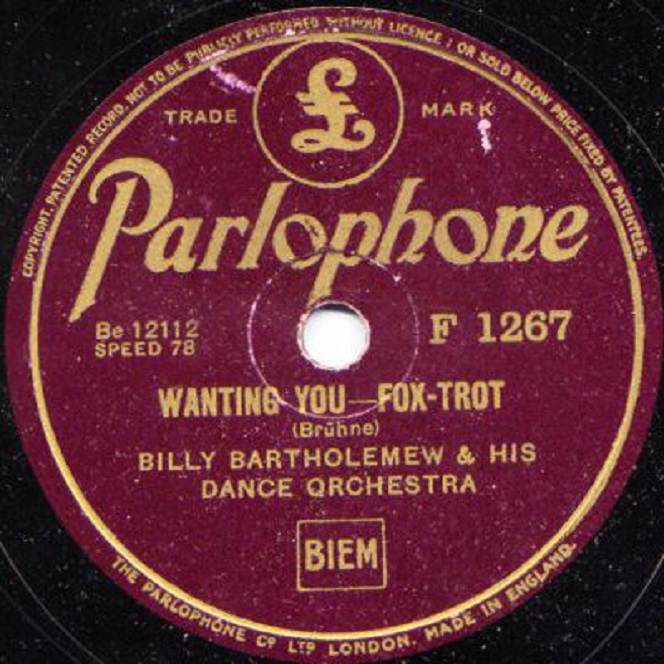 COPYRIGHT. PATENTED RECORD. NOT TO BE PUBLICLY PERFORMED WITHOUT LICENCE; OR SOLD BELOW PRICE FIXED BY PATENTEES.
£
TRADE MARK
Parlophone
Be 12112
SPEED 78
F 1267
WANTING YOU—FOX-TROT
(Brühne)
BILLY BARTHOLEMEW & HIS
DANCE ORCHESTRA
BIEM
THE PARLOPHONE Cº LTD LONDON. MADE IN ENGLAND.